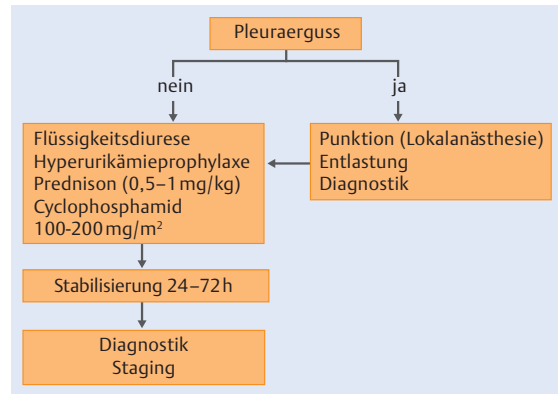 Pleuraerguss
nein
ja
Flüssigkeitsdiurese
Hyperurikämieprophylaxe
Prednison (0,5–1 mg/kg)
Cyclophosphamid
100-200 mg/m²
Punktion (Lokalanästhesie)
Entlastung
Diagnostik
Stabilisierung 24–72 h
Diagnostik
Staging